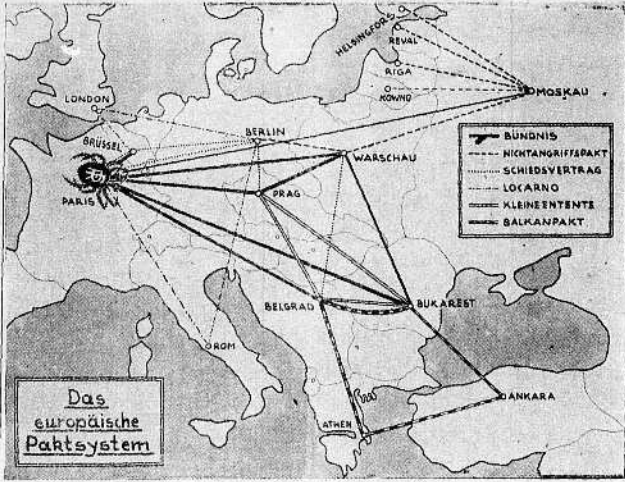 HELSINGFORS
REVAL
RIGA
KOWNO
MOSKAU
LONDON
BERLIN
BRÜSSEL
WARSCHAU
PARIS
PRAG
BÜNDNIS
NICHTANGRIFFSPAKT
SCHIEDSVERTRAG
LOCARNO
KLEINE ENTENTE
BALKANPAKT
BELGRAD
BUKAREST
ROM
ANKARA
ATHEN
Das
europäische
Paktsystem